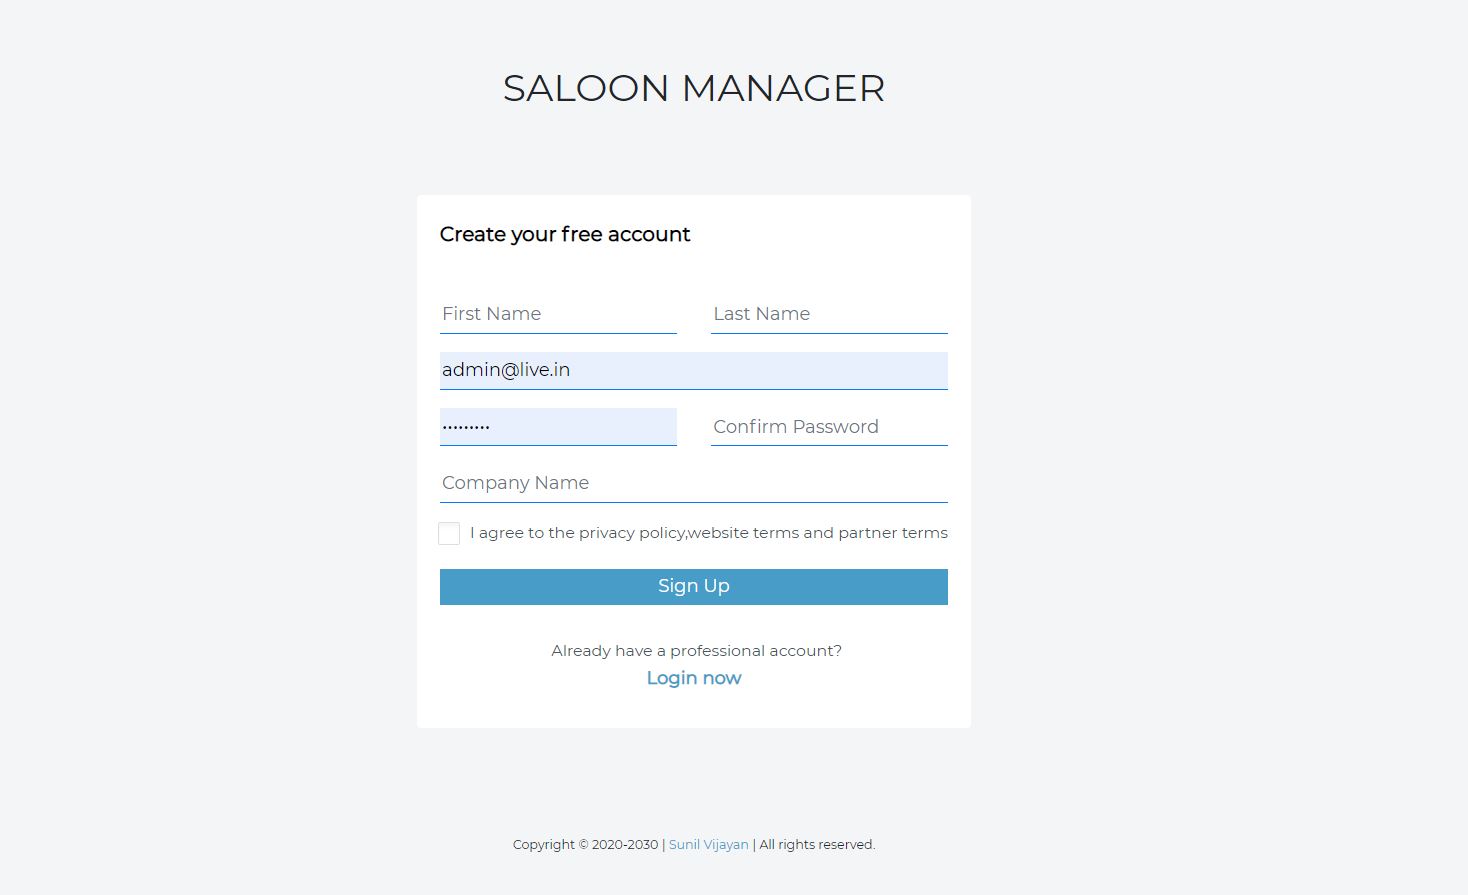 SALOON MANAGER
Create your free account
First Name Last Name
admin@live.in
••••••••• Confirm Password
Company Name
I agree to the privacy policy,website terms and partner terms
Sign Up
Already have a professional account?
Login now
Copyright © 2020-2030 | Sunil Vijayan | All rights reserved.